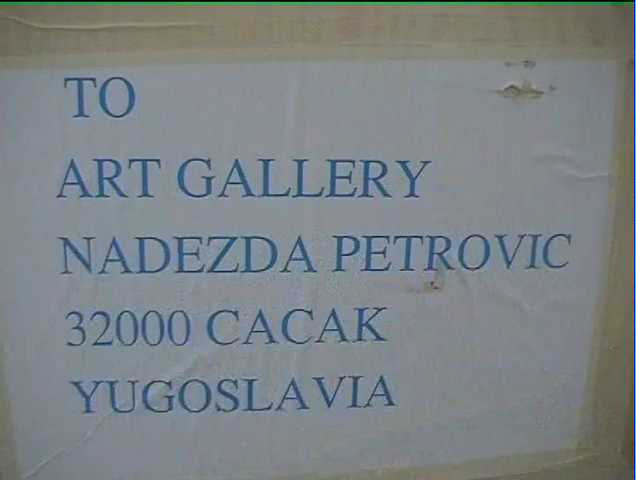 TO
ART GALLERY
NADEZDA PETROVIC
32000 CACAK
YUGOSLAVIA